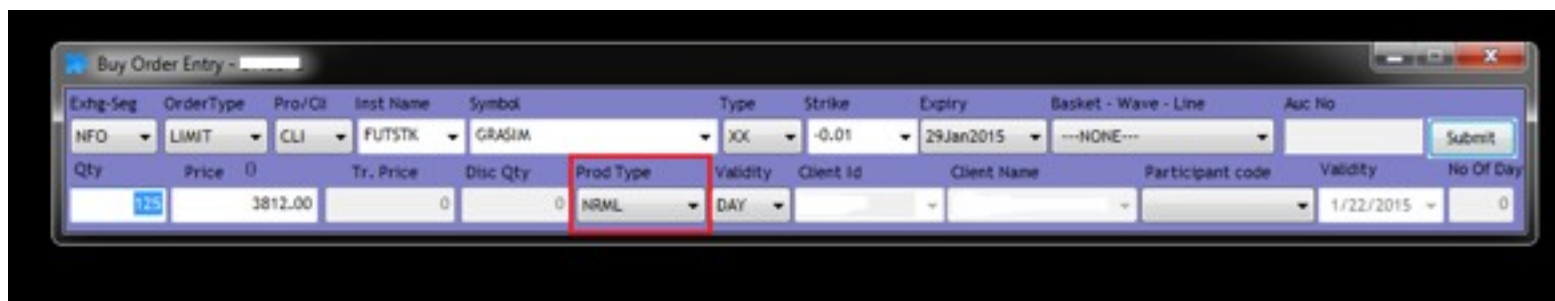 Buy Order Entry -
Exhg-Seg OrderType Pro/Cli Inst Name Symbol Type Strike Expiry Basket - Wave - Line Auc No
NFO LIMIT CLI FUTSTK GRASIM XX -0.01 29Jan2015 ---NONE--- Submit
Qty Price () Tr. Price Disc Qty Prod Type Validity Client Id Client Name Participant code Validity No Of Day
125 3812.00 0 0 NRML DAY 1/22/2015 0